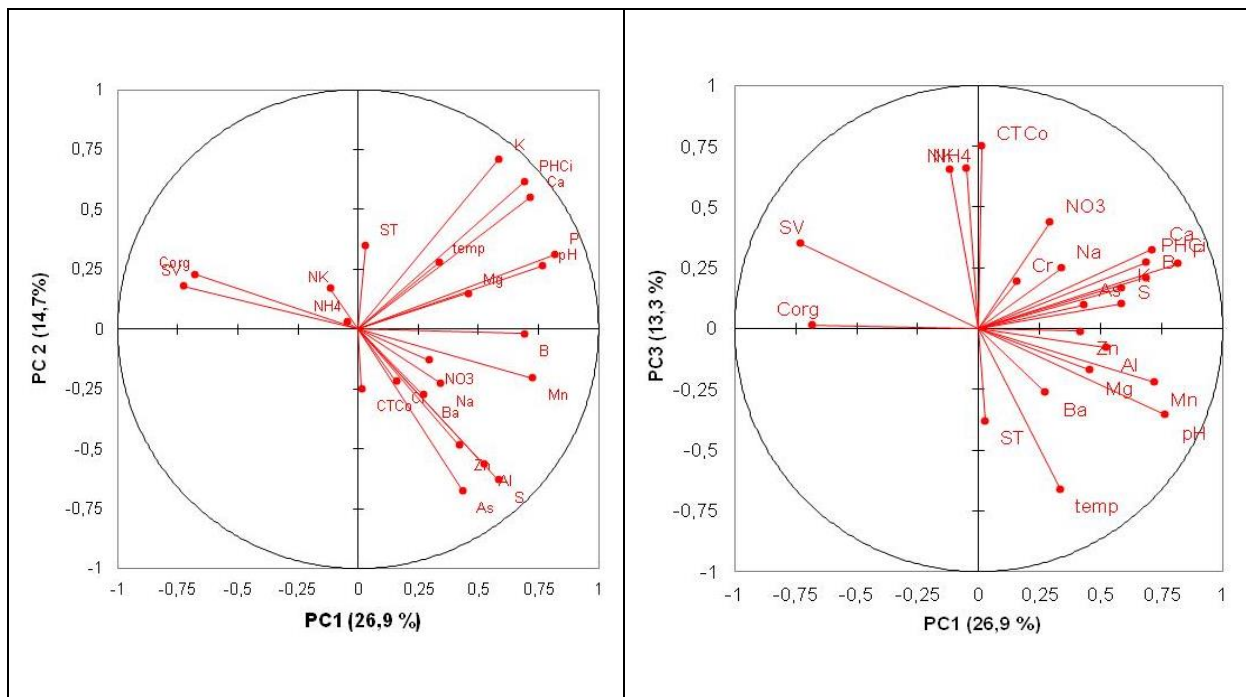 1
K
0,75
PHCi
Ca
0,5
ST
P
temp
pH
Corg
0,25
SV
NK
Mg
NH4
0
B
NO3
Mn
-0,25
CTCo
Cr
Na
Ba
-0,5
Zn
Al
S
As
-0,75
-1
-1 -0,75 -0,5 -0,25 0 0,25 0,5 0,75 1
PC 2 (14,7%)
PC1 (26,9 %)
1
CTCo
0,75
NK
NH4
NO3
0,5
SV
Ca
Na
PHCi
P
0,25
Cr
B
K
As
S
Corg
0
Zn
Al
Mg
-0,25
Mn
Ba
pH
ST
-0,5
temp
-0,75
-1
-1 -0,75 -0,5 -0,25 0 0,25 0,5 0,75 1
PC3 (13,3 %)
PC1 (26,9 %)